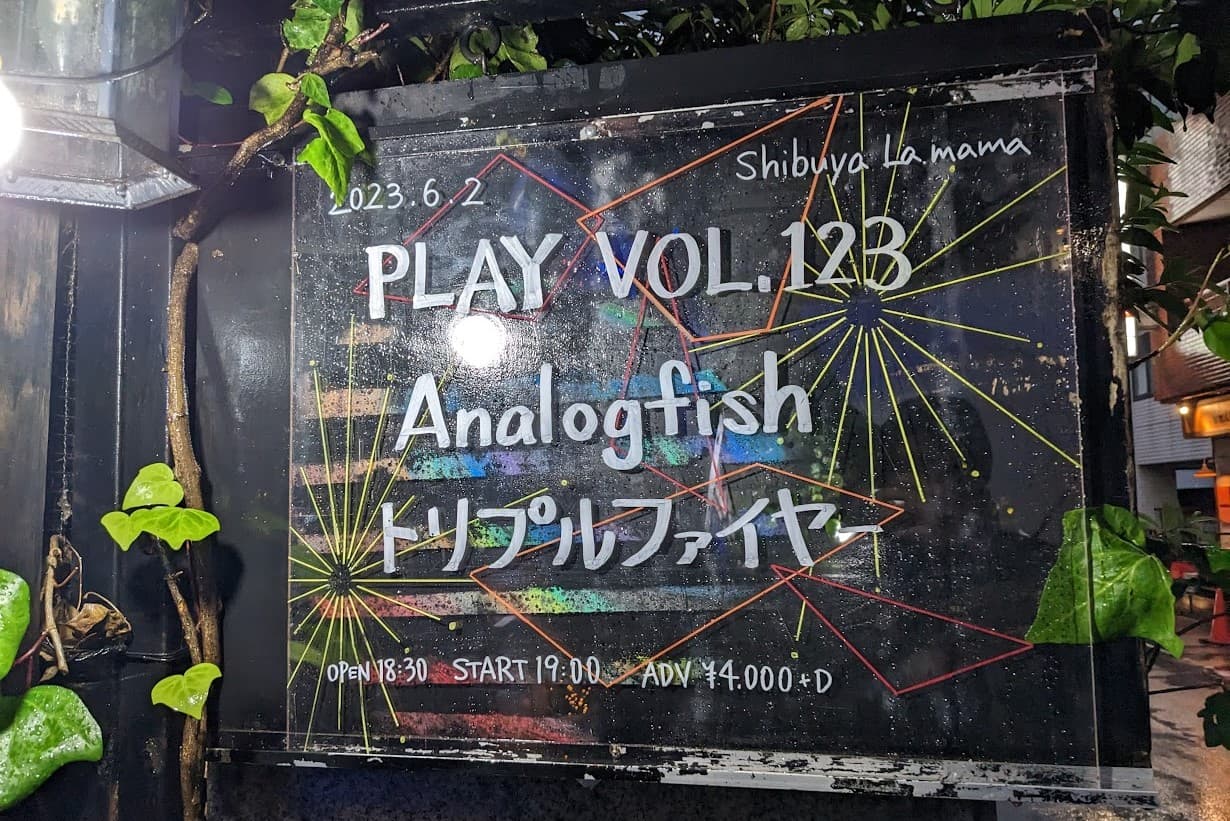 2023.6.2
Shibuya La.mama
PLAY VOL.123
Analogfish
トリプルファイヤー
OPEN 18:30 START 19:00 ADV ¥4.000+D